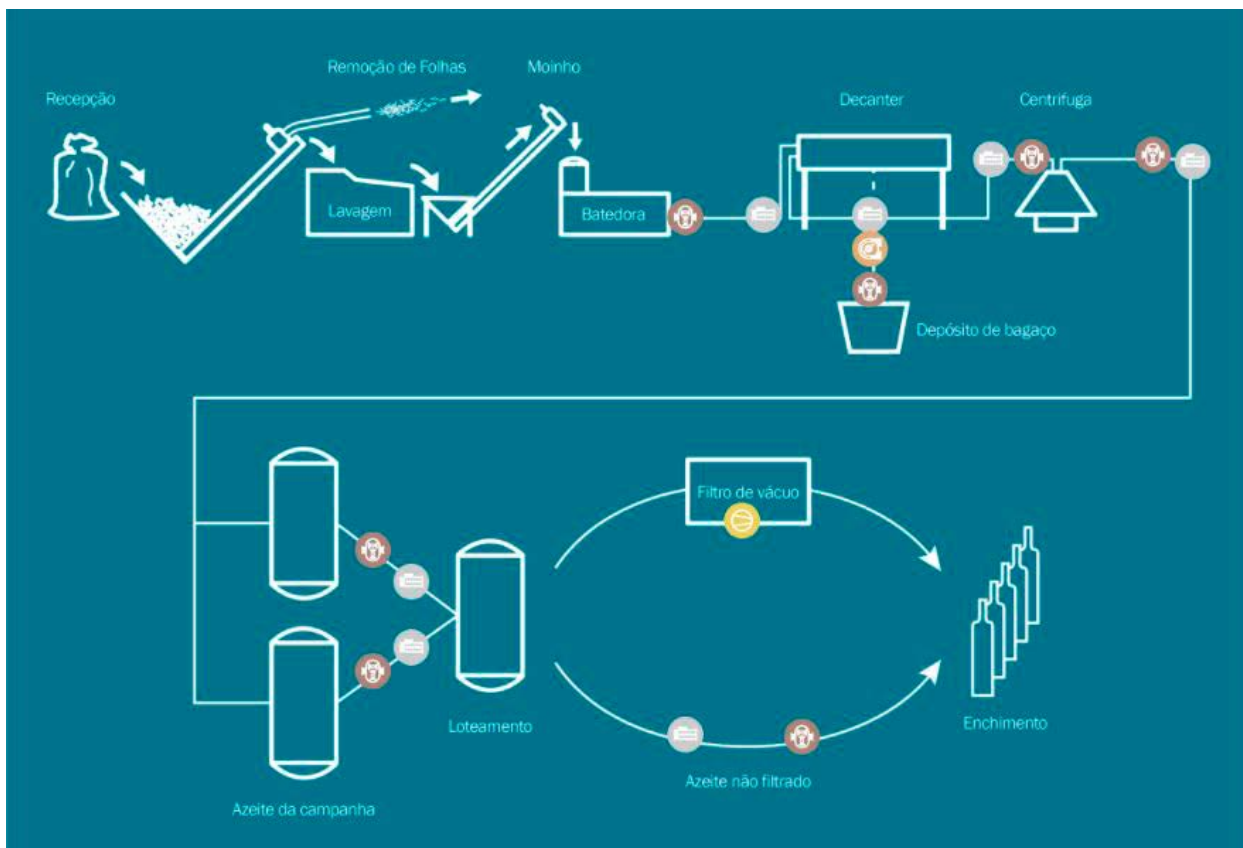 Remoção de Folhas
Moinho
Recepção
Decanter
Centrifuga
Lavagem
Batedora
Depósito de bagaço
Filtro de vácuo
Loteamento
Enchimento
Azeite não filtrado
Azeite da campanha